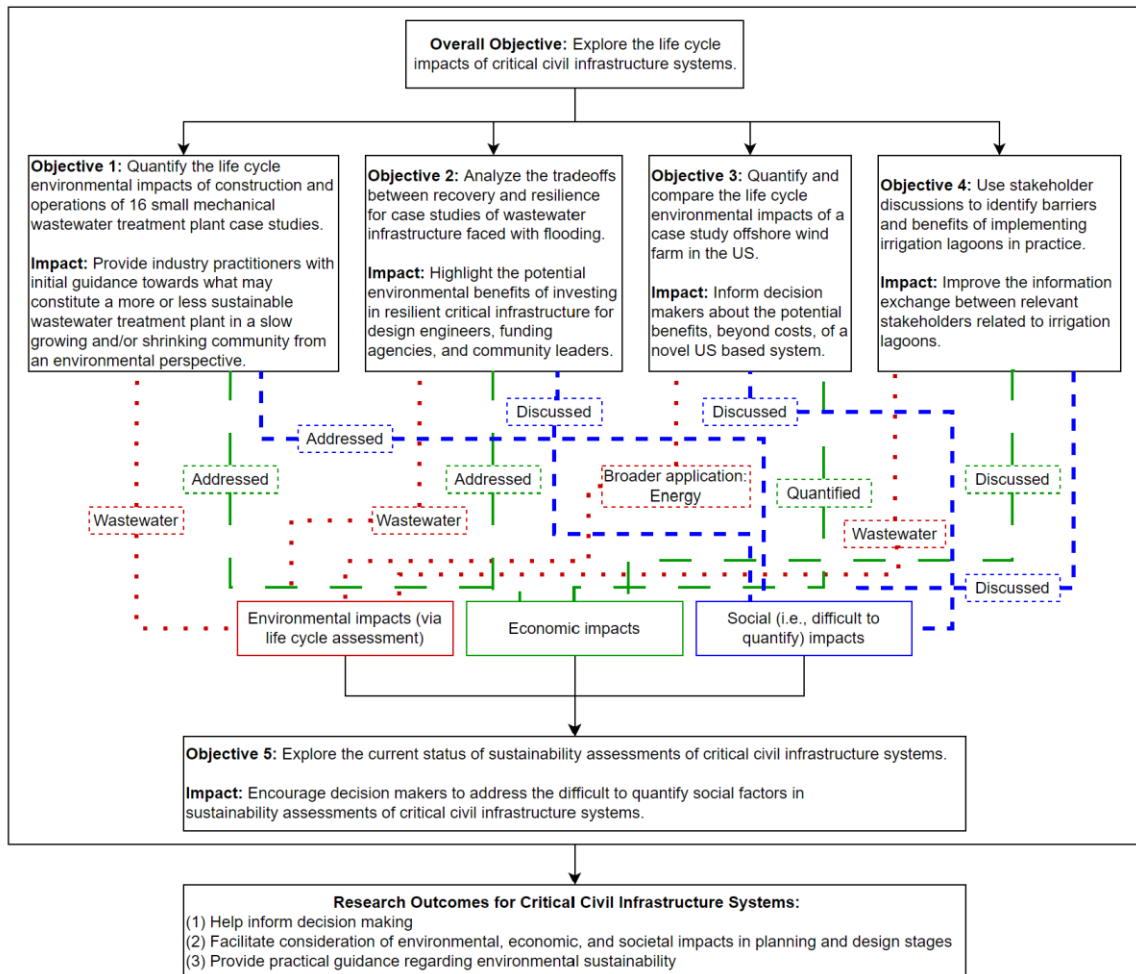 Overall Objective: Explore the life cycle
impacts of critical civil infrastructure systems.
Objective 1: Quantify the life cycle
environmental impacts of construction and
operations of 16 small mechanical
wastewater treatment plant case studies.
Impact: Provide industry practitioners with
initial guidance towards what may
constitute a more or less sustainable
wastewater treatment plant in a slow
growing and/or shrinking community from
an environmental perspective.
Objective 2: Analyze the tradeoffs
between recovery and resilience
for case studies of wastewater
infrastructure faced with flooding.
Impact: Highlight the potential
environmental benefits of investing
in resilient critical infrastructure for
design engineers, funding
agencies, and community leaders.
Objective 3: Quantify and
compare the life cycle
environmental impacts of a
case study offshore wind
farm in the US.
Impact: Inform decision
makers about the potential
benefits, beyond costs, of a
novel US based system.
Objective 4: Use stakeholder
discussions to identify barriers
and benefits of implementing
irrigation lagoons in practice.
Impact: Improve the information
exchange between relevant
stakeholders related to irrigation
lagoons.
Discussed
Discussed
Addressed
Addressed
Addressed
Broader application:
Energy
Quantified
Discussed
Wastewater
Wastewater
Wastewater
Discussed
Environmental impacts (via
life cycle assessment)
Economic impacts
Social (i.e., difficult to
quantify) impacts
Objective 5: Explore the current status of sustainability assessments of critical civil infrastructure systems.
Impact: Encourage decision makers to address the difficult to quantify social factors in
sustainability assessments of critical civil infrastructure systems.
Research Outcomes for Critical Civil Infrastructure Systems:
(1) Help inform decision making
(2) Facilitate consideration of environmental, economic, and societal impacts in planning and design stages
(3) Provide practical guidance regarding environmental sustainability